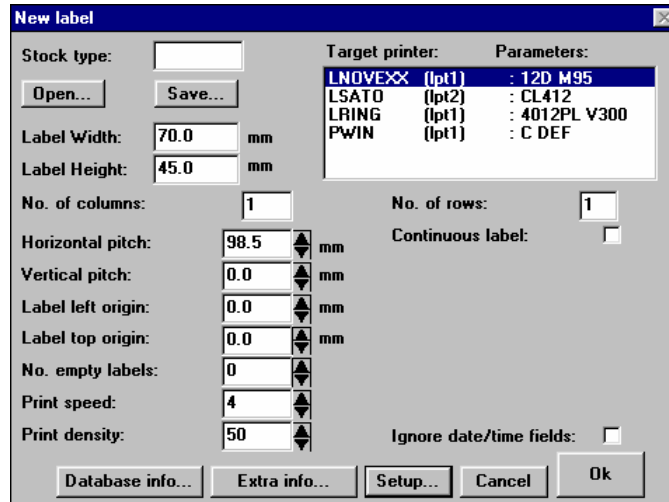 New label
Stock type:
Target printer: Parameters:
LNOVEXX (lpt1) : 12D M95
LSATO (lpt2) : CL412
LRING (lpt1) : 4012PL V300
PWIN (lpt1) : C DEF
Open... Save...
Label Width: 70.0 mm
Label Height: 45.0 mm
No. of columns: 1 No. of rows: 1
Horizontal pitch: 98.5 mm Continuous label:
Vertical pitch: 0.0 mm
Label left origin: 0.0 mm
Label top origin: 0.0 mm
No. empty labels: 0
Print speed: 4
Print density: 50 Ignore date/time fields:
Database info... Extra info... Setup... Cancel Ok